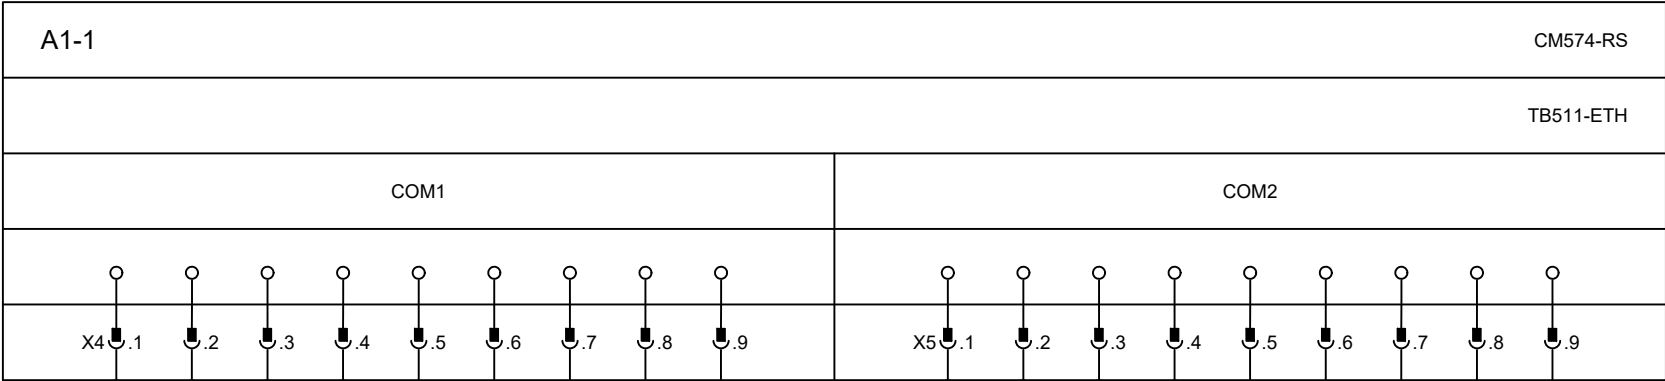 A1-1 CM574-RS
TB511-ETH
COM1 COM2
X4 .1 .2 .3 .4 .5 .6 .7 .8 .9 X5 .1 .2 .3 .4 .5 .6 .7 .8 .9